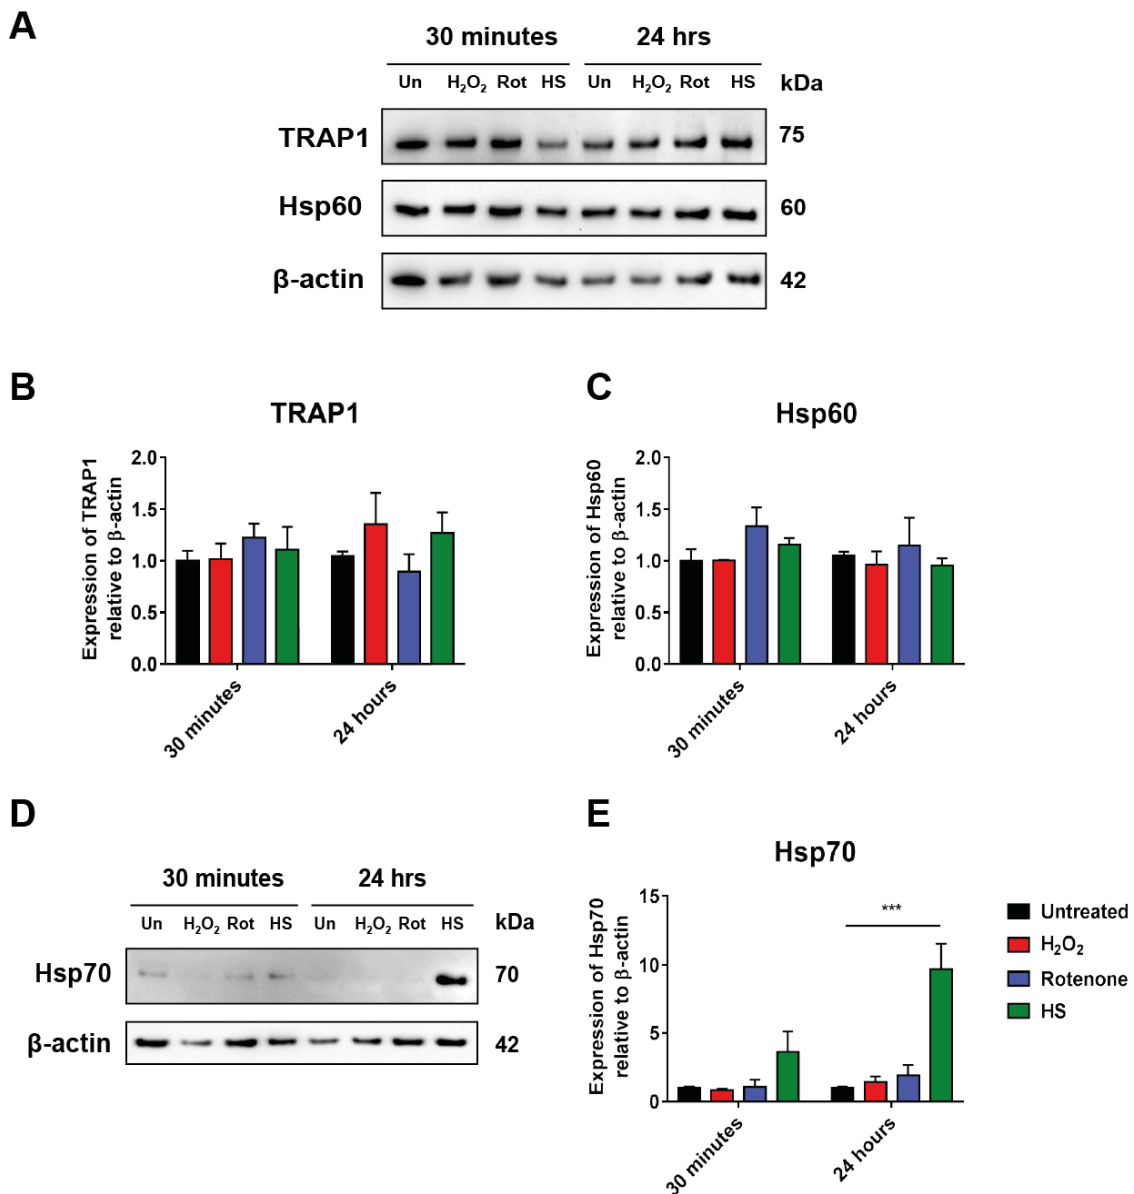 A
30 minutes 24 hrs
Un H₂O₂ Rot HS Un H₂O₂ Rot HS kDa
TRAP1 75
Hsp60 60
β-actin 42
B
TRAP1
Expression of TRAP1
relative to β-actin
2.0
1.5
1.0
0.5
0.0
30 minutes
24 hours
C
Hsp60
Expression of Hsp60
relative to β-actin
2.0
1.5
1.0
0.5
0.0
30 minutes
24 hours
D
30 minutes 24 hrs
Un H₂O₂ Rot HS Un H₂O₂ Rot HS kDa
Hsp70 70
β-actin 42
E
Hsp70
Expression of Hsp70
relative to β-actin
15
10
5
0
***
30 minutes
24 hours
Untreated
H₂O₂
Rotenone
HS